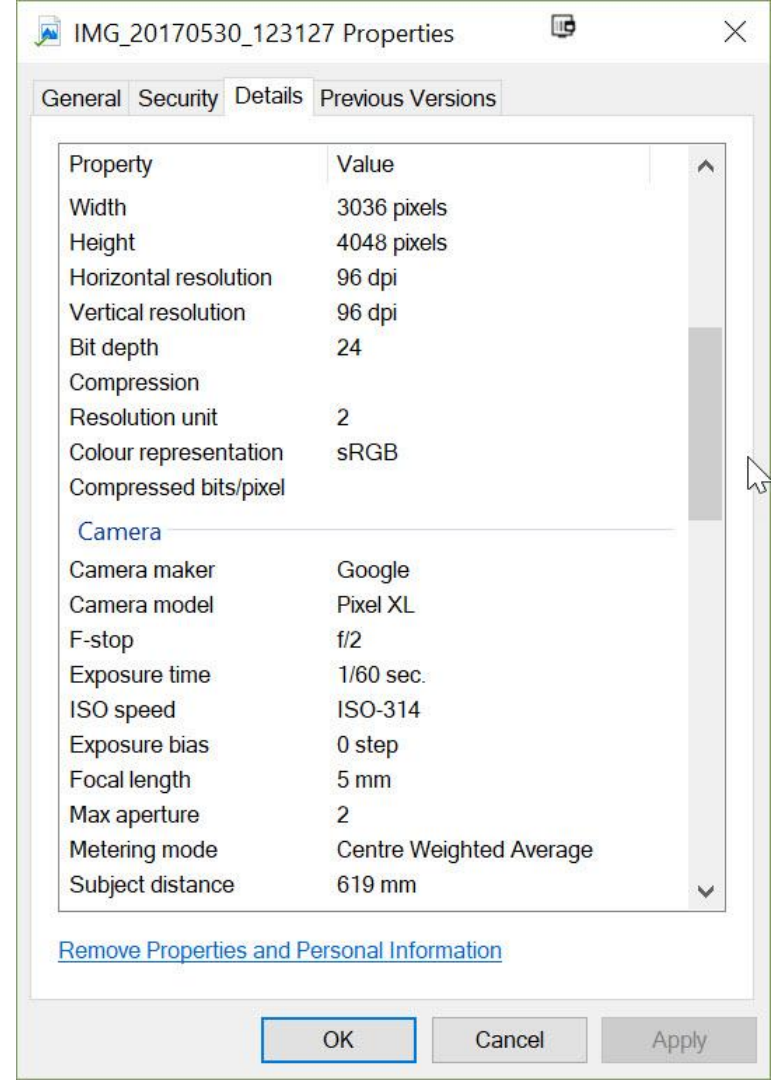 IMG_20170530_123127 Properties
General Security Details Previous Versions
Property Value
Width 3036 pixels
Height 4048 pixels
Horizontal resolution 96 dpi
Vertical resolution 96 dpi
Bit depth 24
Compression
Resolution unit 2
Colour representation sRGB
Compressed bits/pixel
Camera
Camera maker Google
Camera model Pixel XL
F-stop f/2
Exposure time 1/60 sec.
ISO speed ISO-314
Exposure bias 0 step
Focal length 5 mm
Max aperture 2
Metering mode Centre Weighted Average
Subject distance 619 mm
Remove Properties and Personal Information
OK Cancel Apply